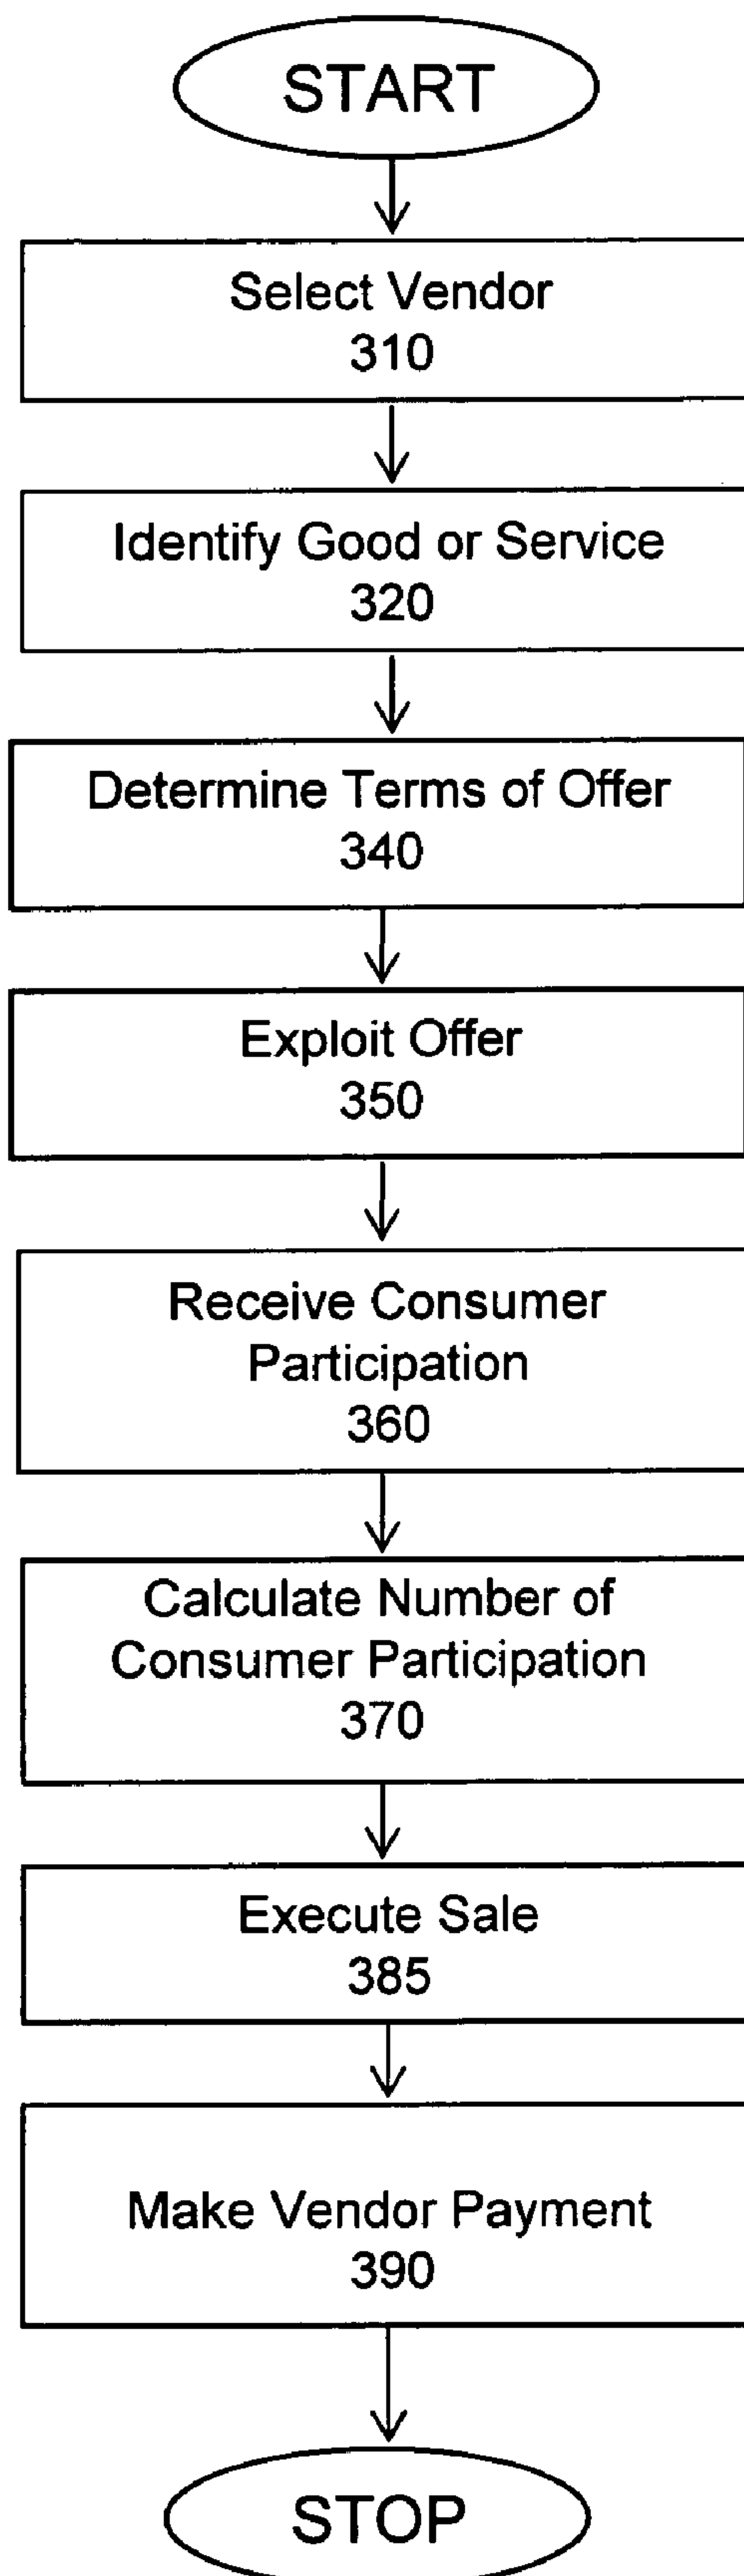 START
Select Vendor
310
Identify Good or Service
320
Determine Terms of Offer
340
Exploit Offer
350
Receive Consumer
Participation
360
Calculate Number of
Consumer Participation
370
Execute Sale
385
Make Vendor Payment
390
STOP